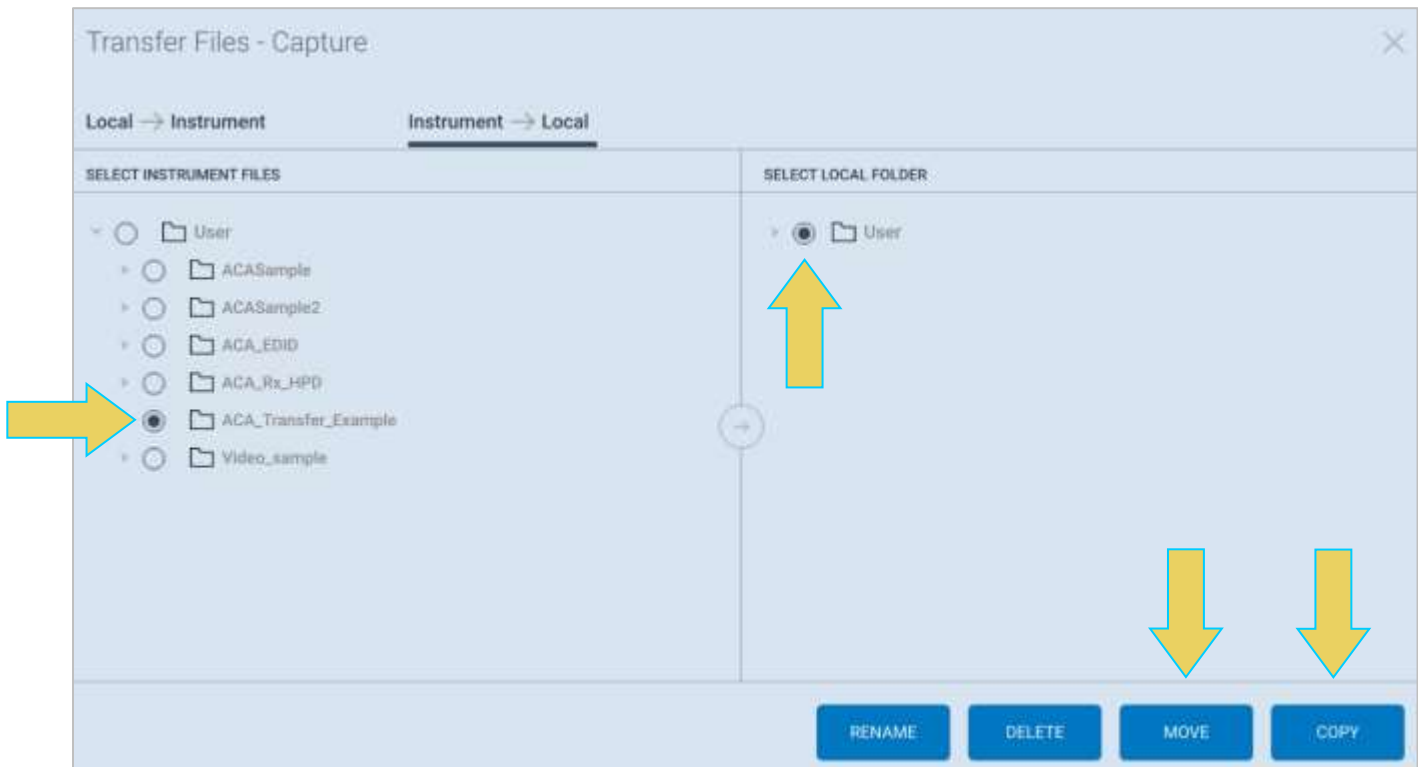 Transfer Files - Capture
Local → Instrument
Instrument → Local
SELECT INSTRUMENT FILES
SELECT LOCAL FOLDER
User
ACASample
ACASample2
ACA_EDID
ACA_Rx_HPD
ACA_Transfer_Example
Video_sample
User
RENAME
DELETE
MOVE
COPY